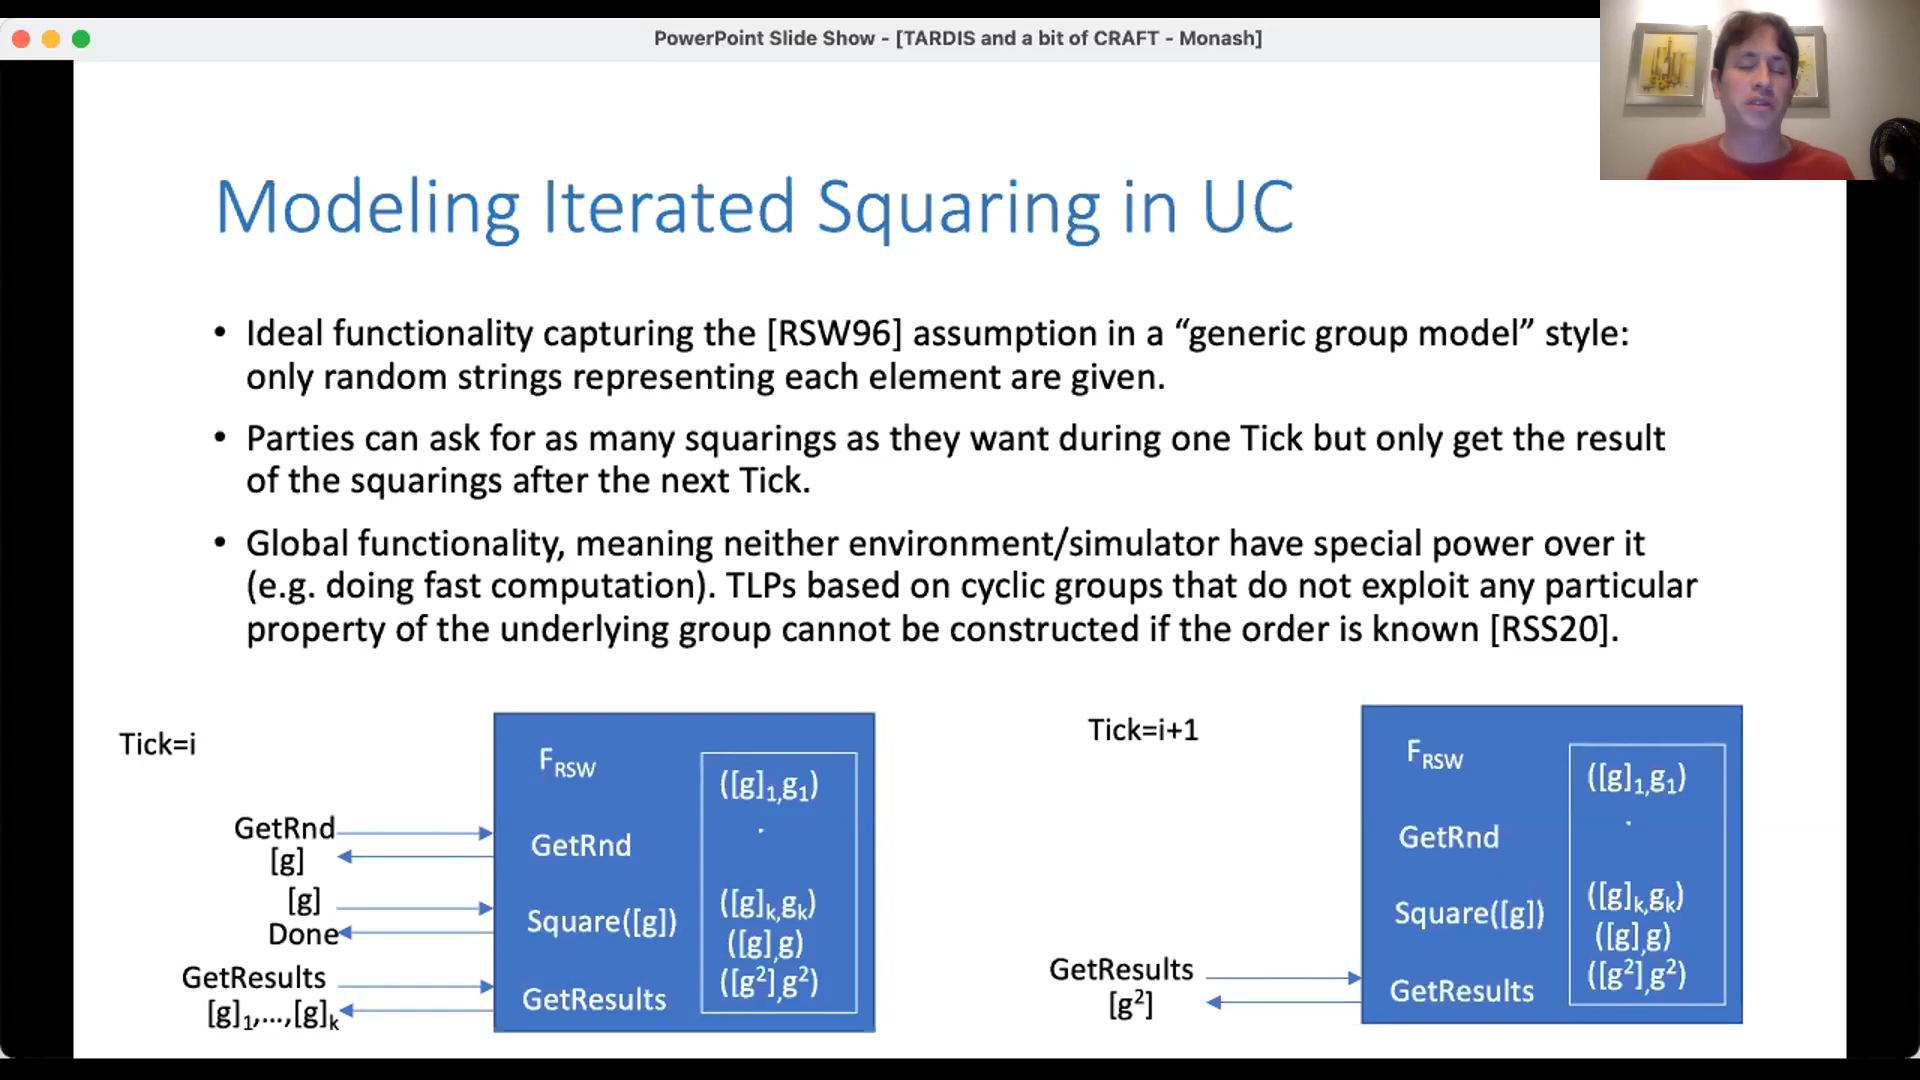 PowerPoint Slide Show - [TARDIS and a bit of CRAFT - Monash]
Modeling Iterated Squaring in UC
• Ideal functionality capturing the [RSW96] assumption in a “generic group model” style:
only random strings representing each element are given.
• Parties can ask for as many squarings as they want during one Tick but only get the result
of the squarings after the next Tick.
• Global functionality, meaning neither environment/simulator have special power over it
(e.g. doing fast computation). TLPs based on cyclic groups that do not exploit any particular
property of the underlying group cannot be constructed if the order is known [RSS20].
Tick=i
GetRnd
[g]
[g]
Done
GetResults
[g]₁,...,[g]ₖ
F_RSW
GetRnd
Square([g])
GetResults
([g]₁,g₁)
.
([g]ₖ,gₖ)
([g],g)
([g²],g²)
Tick=i+1
GetResults
[g²]
F_RSW
GetRnd
Square([g])
GetResults
([g]₁,g₁)
.
([g]ₖ,gₖ)
([g],g)
([g²],g²)